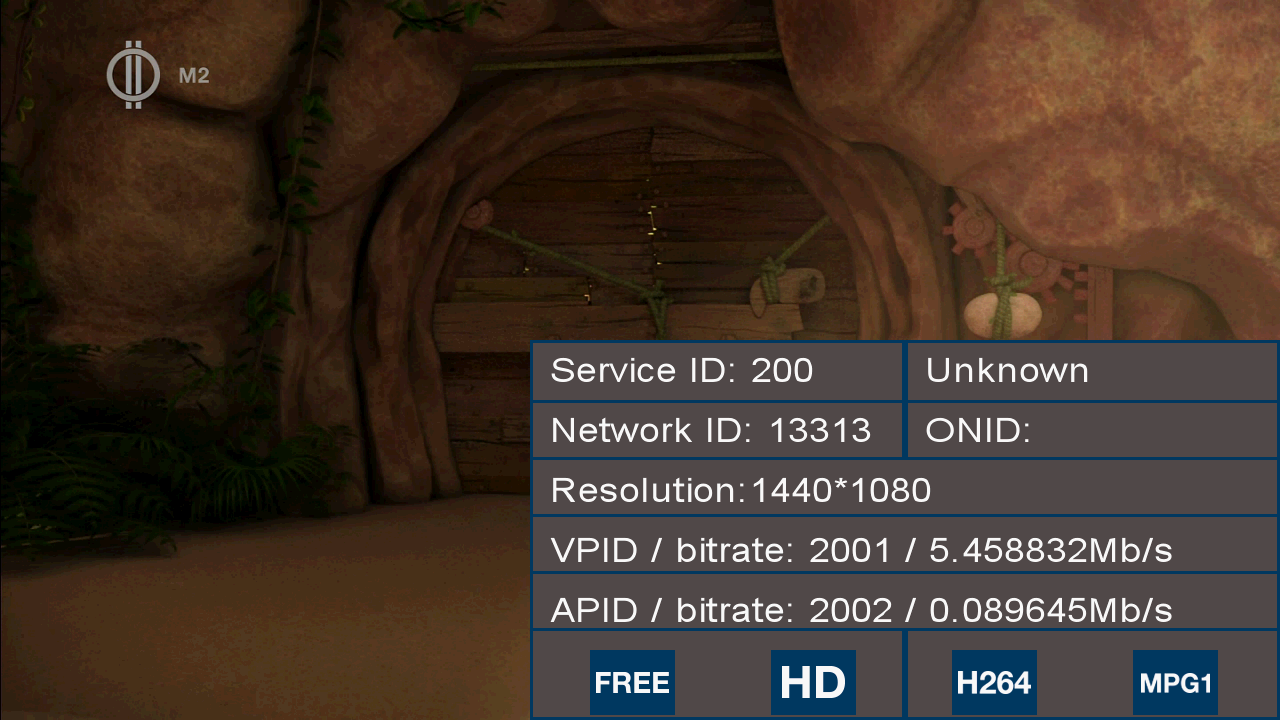 M2
Service ID: 200
Unknown
Network ID: 13313
ONID:
Resolution:1440*1080
VPID / bitrate: 2001 / 5.458832Mb/s
APID / bitrate: 2002 / 0.089645Mb/s
FREE HD H264 MPG1